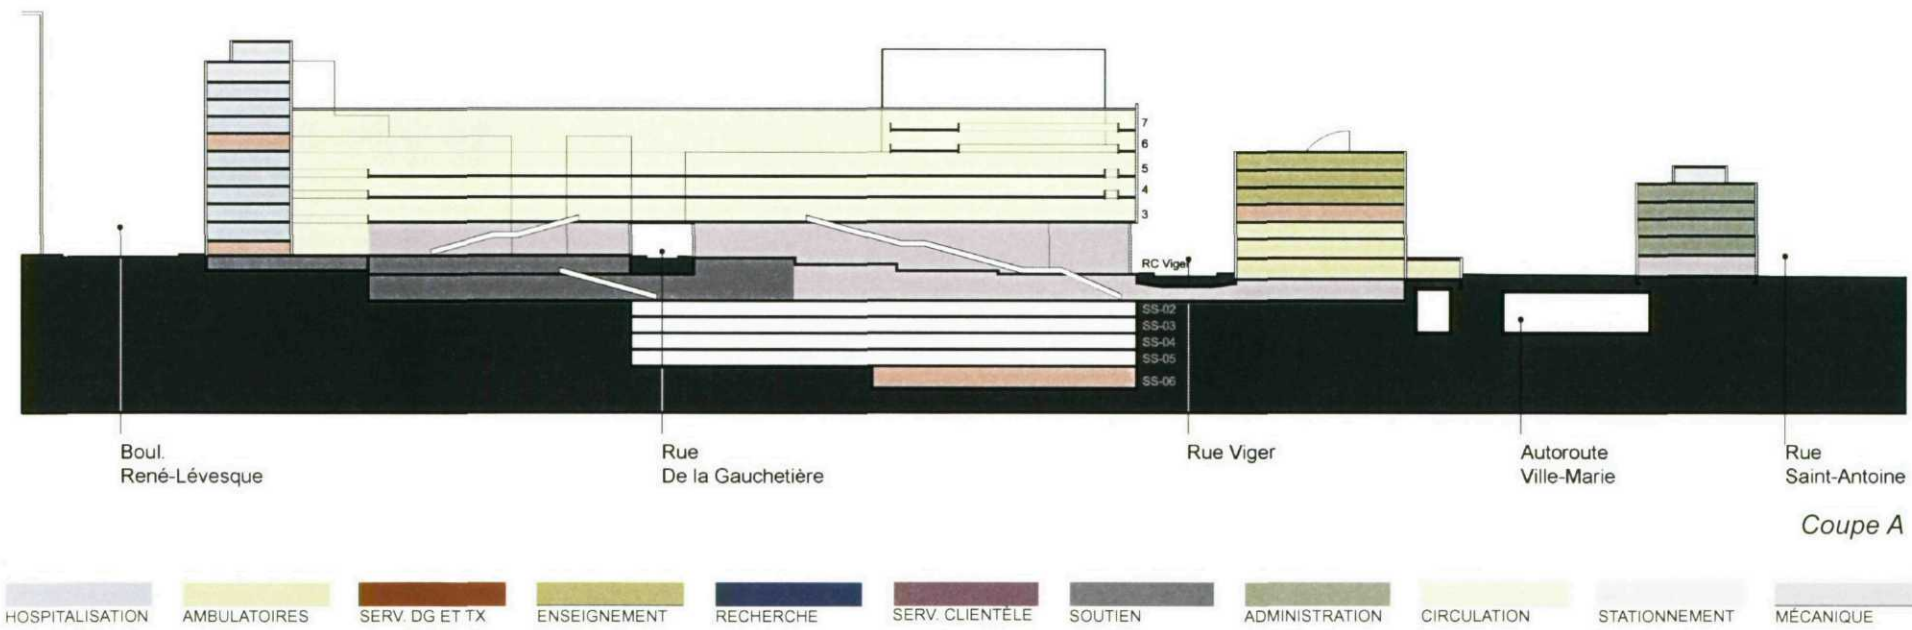 7
6
5
4
3
RC Viger
SS-02
SS-03
SS-04
SS-05
SS-06
Boul.
René-Lévesque
Rue
De la Gauchetière
Rue Viger
Autoroute
Ville-Marie
Rue
Saint-Antoine
Coupe A
HOSPITALISATION
AMBULATOIRES
SERV. DG ET TX
ENSEIGNEMENT
RECHERCHE
SERV. CLIENTÈLE
SOUTIEN
ADMINISTRATION
CIRCULATION
STATIONNEMENT
MÉCANIQUE